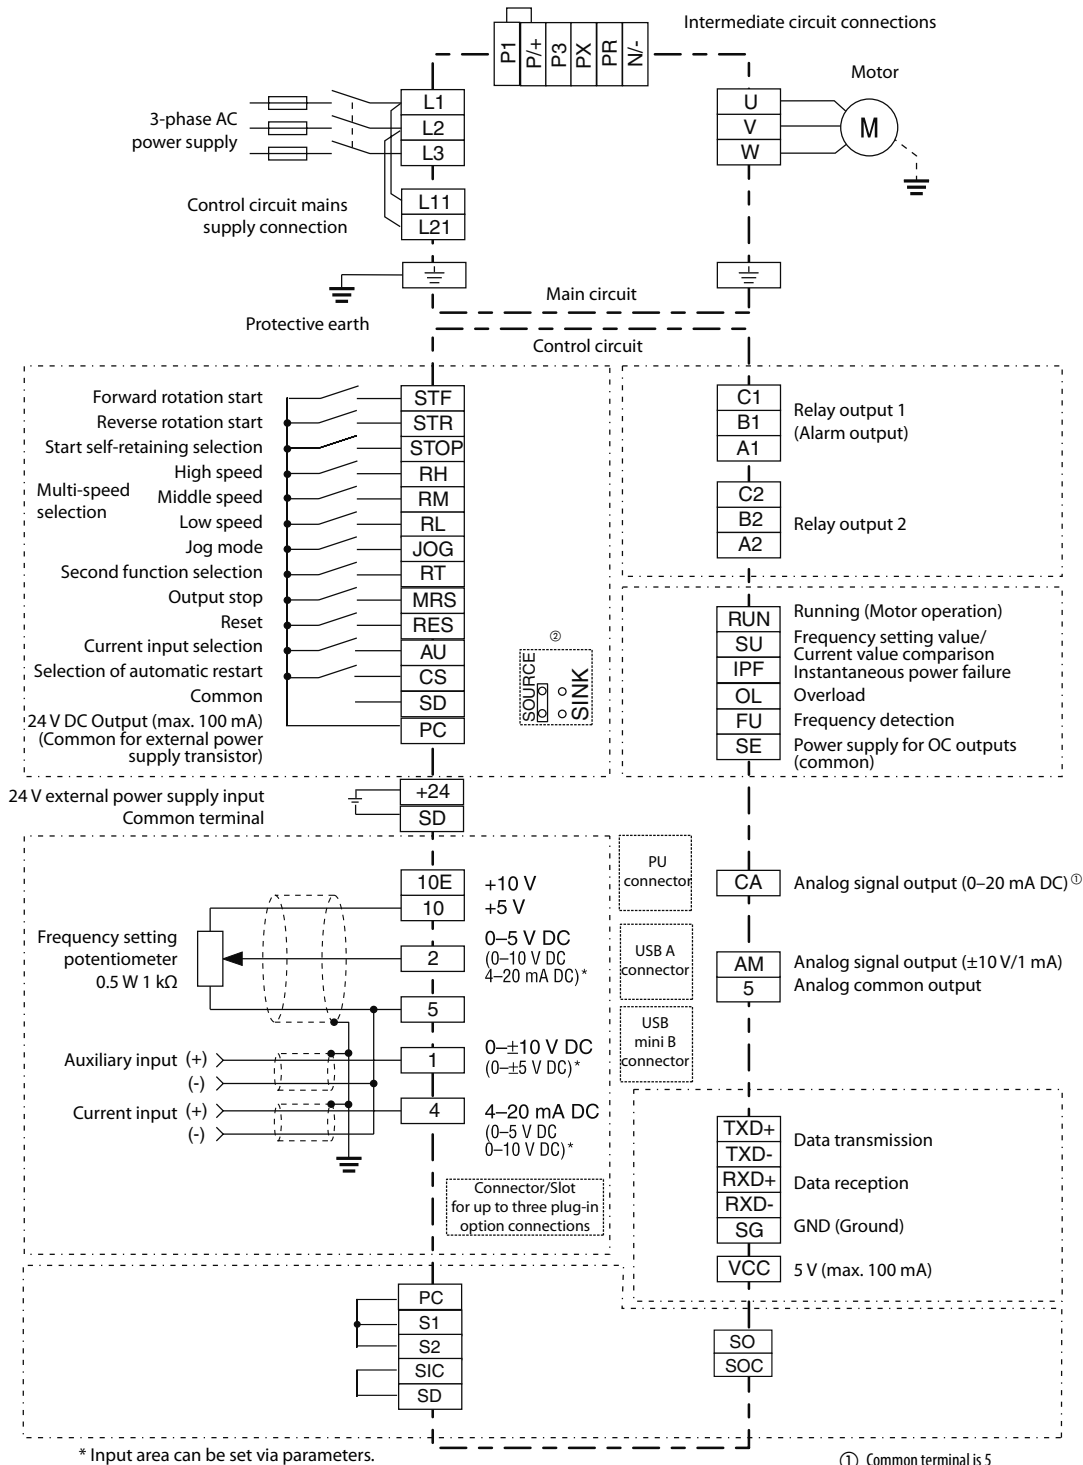 Intermediate circuit connections
P1
P/+
P3
PX
PR
N/-
Motor
3-phase AC
power supply
L1
L2
L3
U
V
W
M
Control circuit mains
supply connection
L11
L21
Protective earth
Main circuit
Control circuit
Forward rotation start
STF
Reverse rotation start
STR
Start self-retaining selection
STOP
Multi-speed
selection
High speed
RH
Middle speed
RM
Low speed
RL
Jog mode
JOG
Second function selection
RT
Output stop
MRS
Reset
RES
Current input selection
AU
Selection of automatic restart
CS
Common
SD
24 V DC Output (max. 100 mA)
(Common for external power
supply transistor)
PC
②
SOURCE
SINK
C1
B1
A1
Relay output 1
(Alarm output)
C2
B2
A2
Relay output 2
RUN
Running (Motor operation)
SU
Frequency setting value/
Current value comparison
IPF
Instantaneous power failure
OL
Overload
FU
Frequency detection
SE
Power supply for OC outputs
(common)
24 V external power supply input
+24
Common terminal
SD
10E
+10 V
10
+5 V
Frequency setting
potentiometer
0.5 W 1 kΩ
2
0–5 V DC
(0–10 V DC
4–20 mA DC)*
5
Auxiliary input (+)
(-)
1
0–±10 V DC
(0–±5 V DC)*
Current input (+)
(-)
4
4–20 mA DC
(0–5 V DC
0–10 V DC)*
Connector/Slot
for up to three plug-in
option connections
PU
connector
USB A
connector
USB
mini B
connector
CA
Analog signal output (0–20 mA DC) ①
AM
Analog signal output (±10 V/1 mA)
5
Analog common output
TXD+
TXD-
Data transmission
RXD+
RXD-
Data reception
SG
GND (Ground)
VCC
5 V (max. 100 mA)
PC
S1
S2
SIC
SD
SO
SOC
* Input area can be set via parameters.
① Common terminal is 5